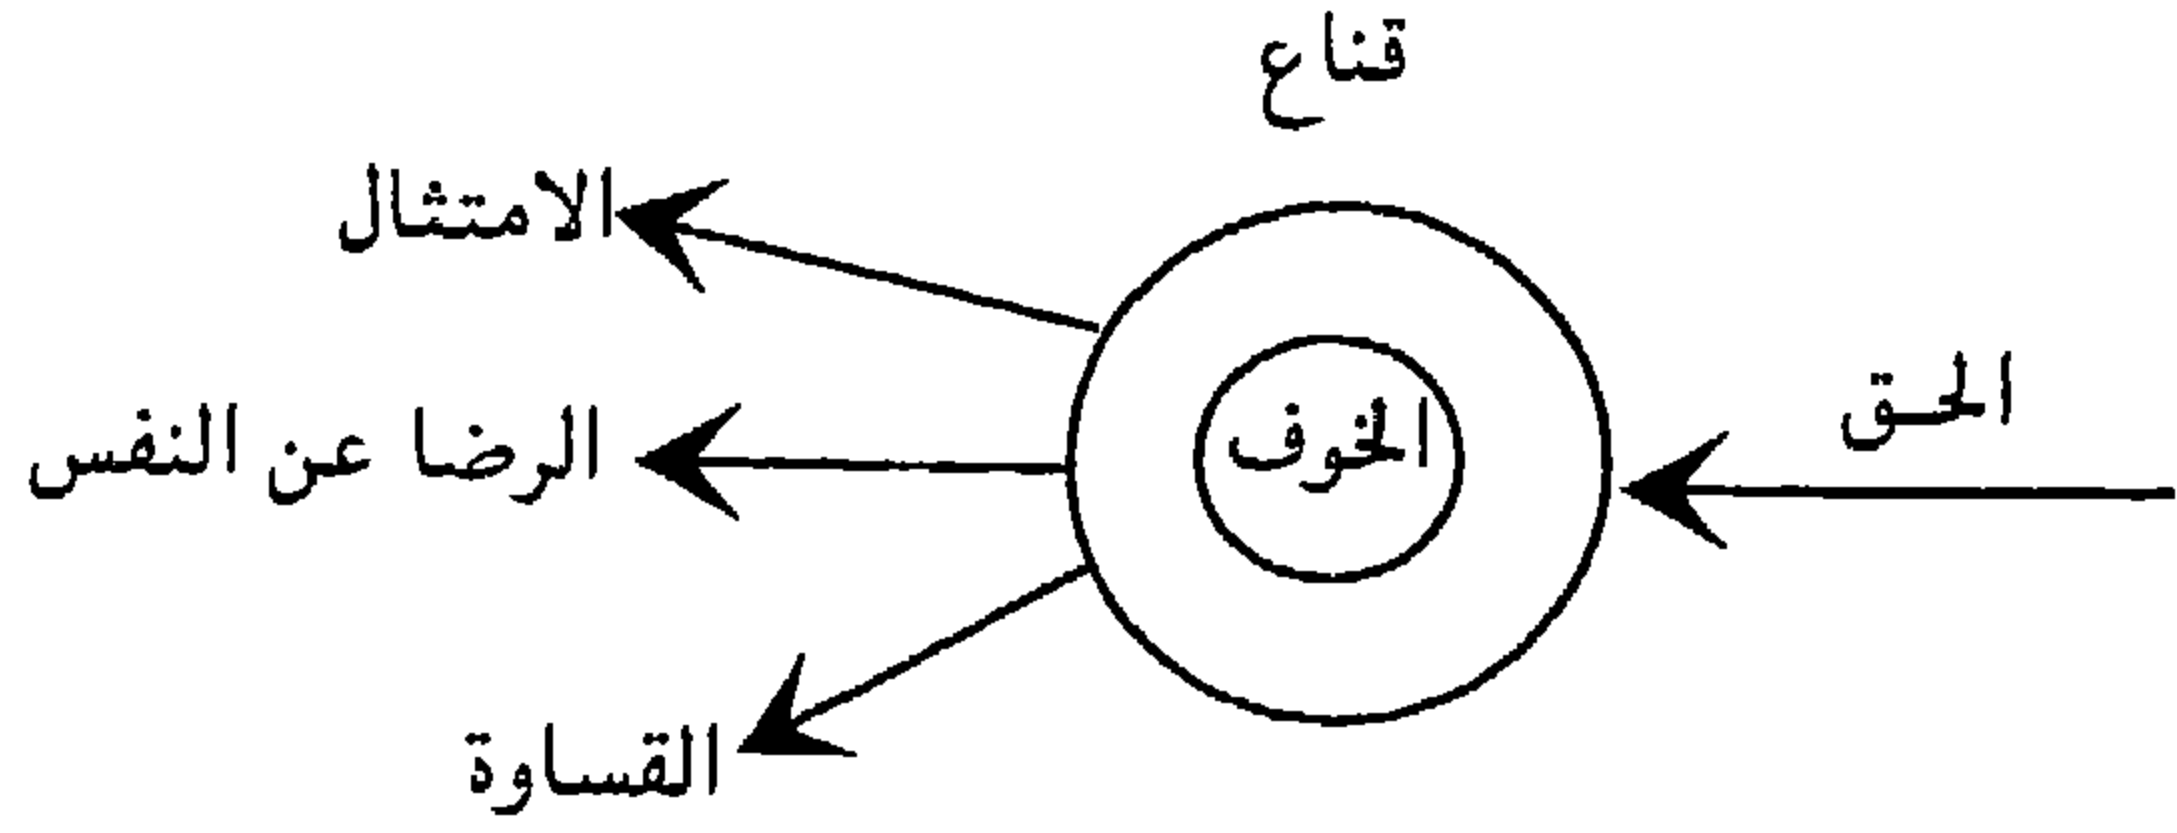 قناع
الامتثال
الحق
الخوف
الرضا عن النفس
القساوة